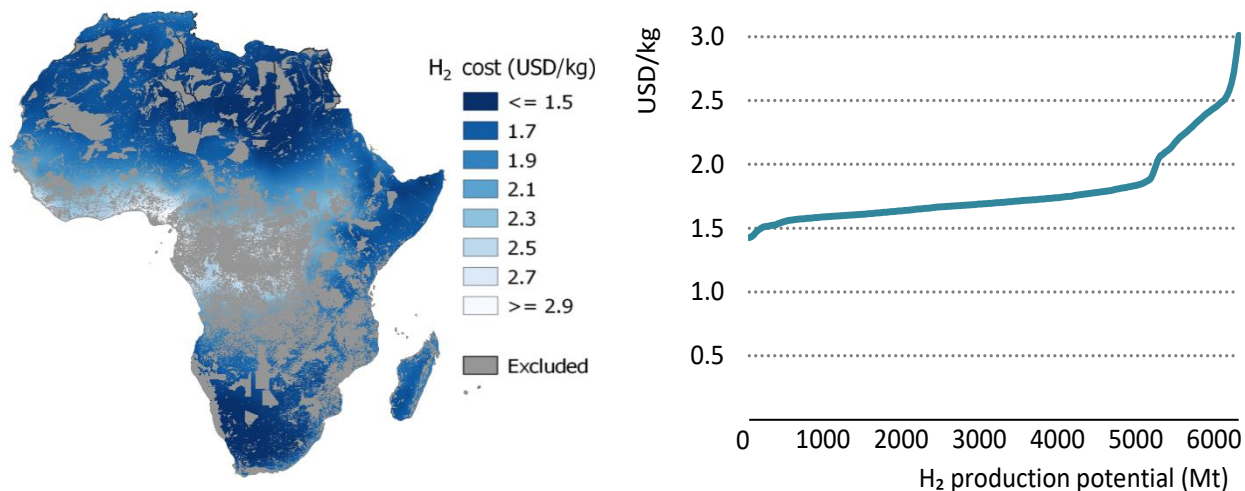 H₂ cost (USD/kg)
<= 1.5
1.7
1.9
2.1
2.3
2.5
2.7
>= 2.9
Excluded
USD/kg
3.0
2.5
2.0
1.5
1.0
0.5
0 1000 2000 3000 4000 5000 6000
H₂ production potential (Mt)